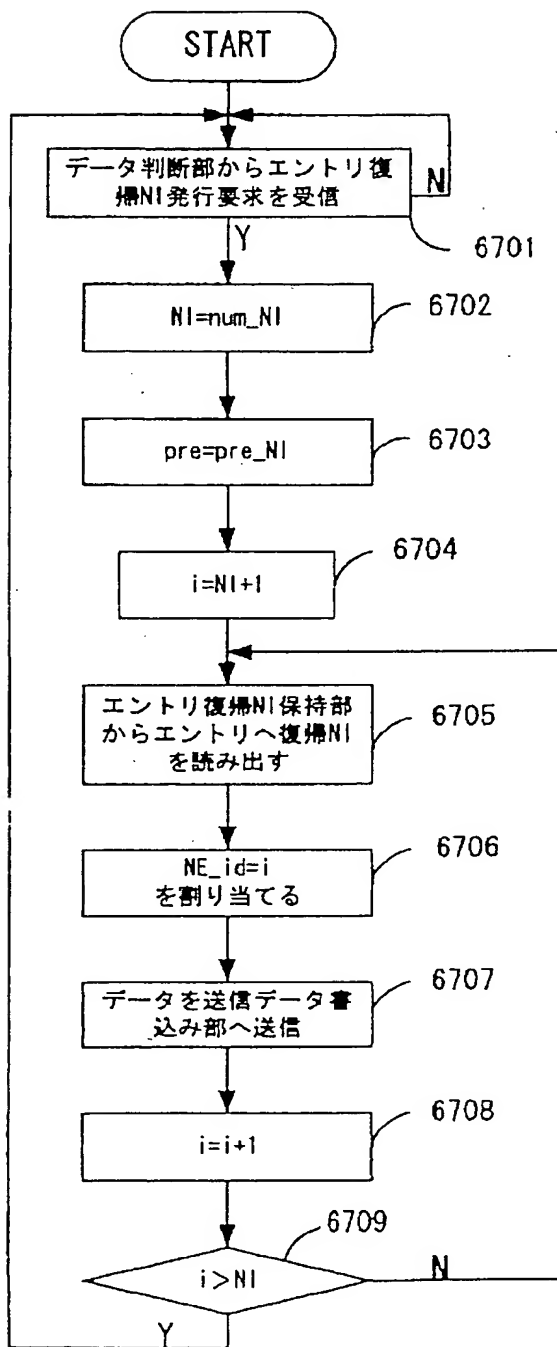 START
データ判断部からエントリ復
帰NI発行要求を受信
N
6701
Y
NI=num_NI
6702
pre=pre_NI
6703
i=NI+1
6704
エントリ復帰NI保持部
からエントリへ復帰NI
を読み出す
6705
NE_id=i
を割り当てる
6706
データを送信データ書
込み部へ送信
6707
i=i+1
6708
6709
i>NI
N
Y